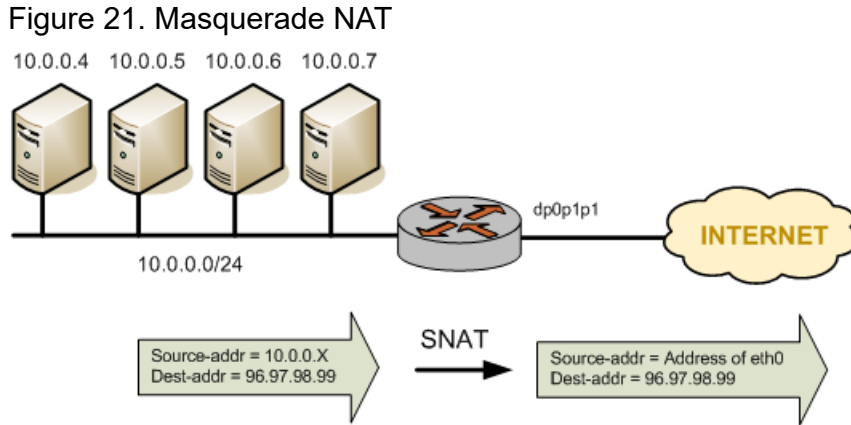 Figure 21. Masquerade NAT
10.0.0.4 10.0.0.5 10.0.0.6 10.0.0.7
dp0p1p1
INTERNET
10.0.0.0/24
SNAT
Source-addr = 10.0.0.X
Dest-addr = 96.97.98.99
Source-addr = Address of eth0
Dest-addr = 96.97.98.99